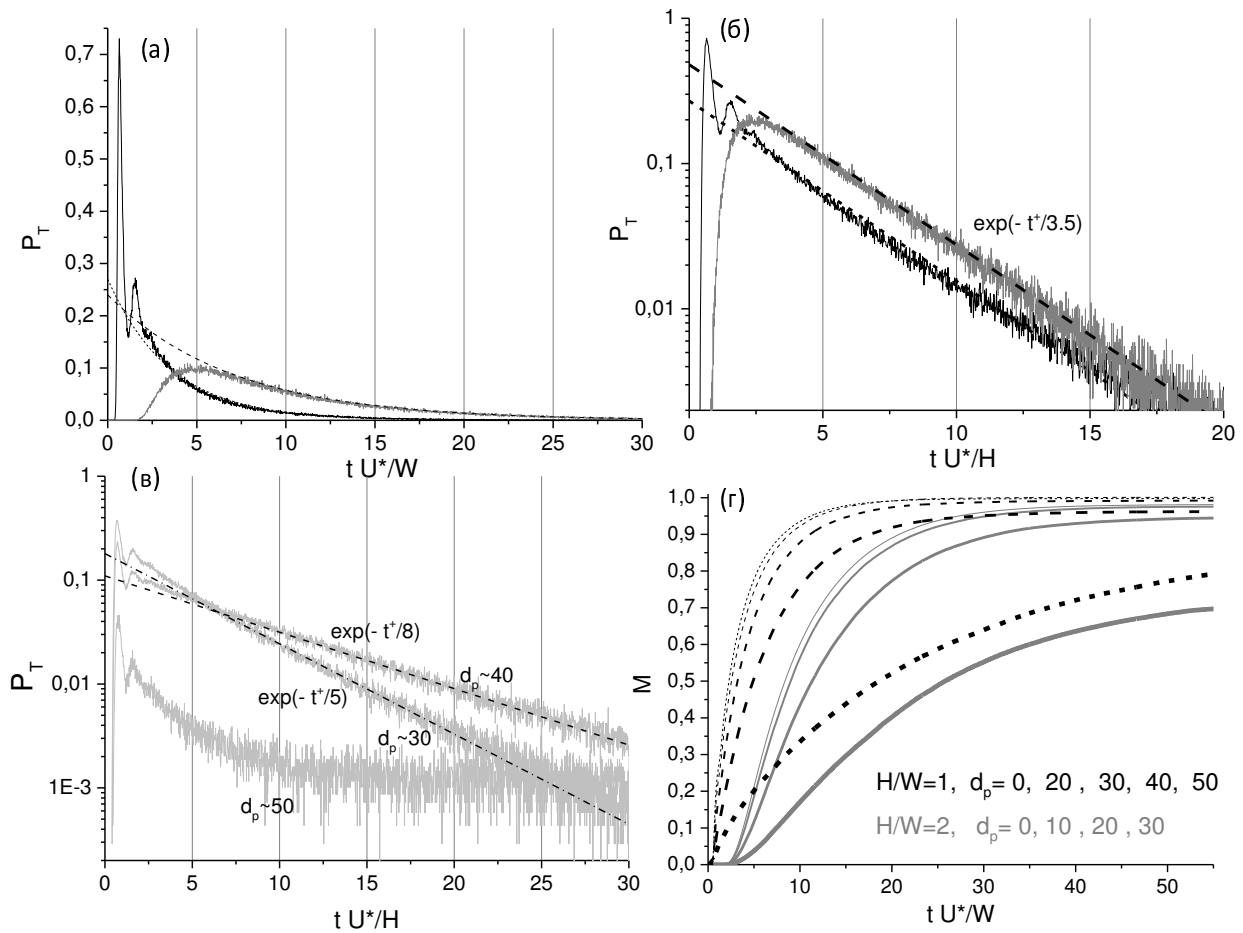 (а)
0,7
0,6
0,5
0,4
0,3
0,2
0,1
0,0
P_T
0 5 10 15 20 25 30
t U*/W
(б)
1
0,1
0,01
P_T
exp(- t⁺/3.5)
5 10 15 20
t U*/H
(в)
1
0,1
0,01
1E-3
P_T
exp(- t⁺/8)
d_p~40
exp(- t⁺/5)
d_p~30
d_p~50
0 5 10 15 20 25 30
t U*/H
(г)
1,0
0,9
0,8
0,7
0,6
0,5
0,4
0,3
0,2
0,1
0,0
M
H/W=1, d_p= 0, 20 , 30, 40, 50
H/W=2, d_p= 0, 10 , 20 , 30
0 10 20 30 40 50
t U*/W